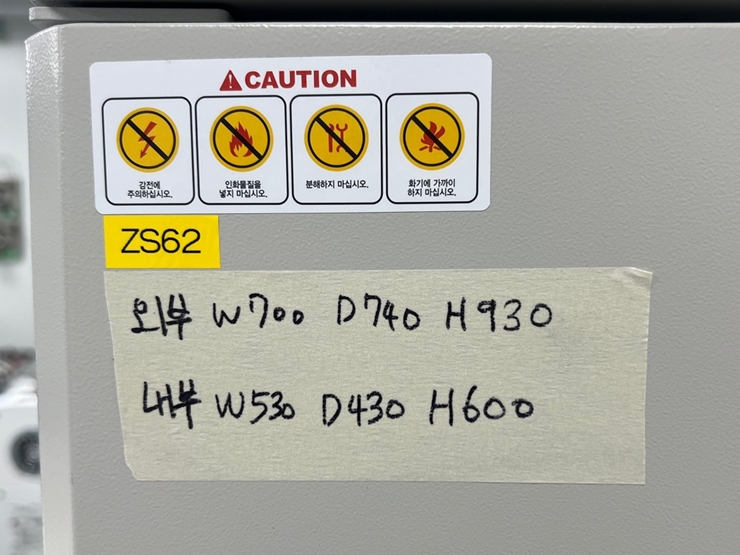 CAUTION
감전에
주의하십시오.
인화물질을
넣지 마십시오.
분해하지 마십시오.
화기에 가까이
하지 마십시오.
ZS62
외부 W700 D740 H930
내부 W530 D430 H600